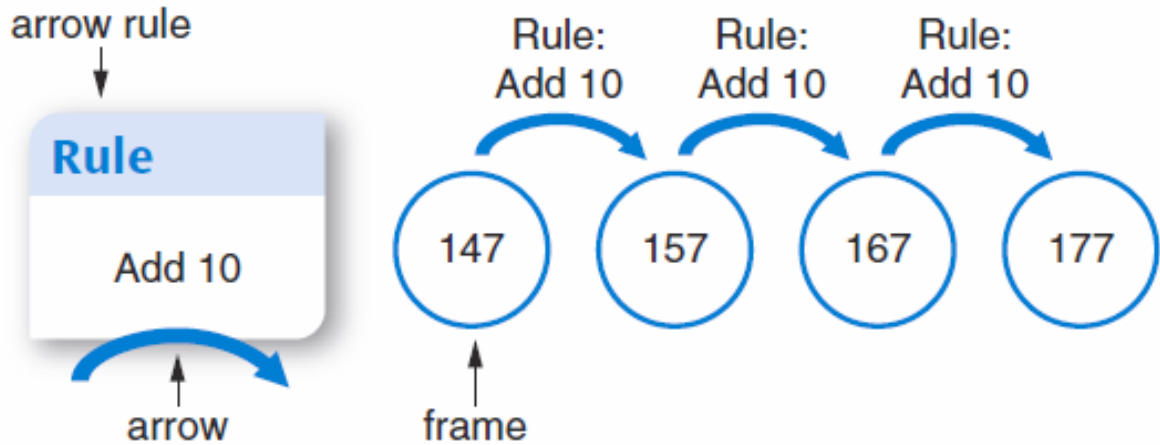 arrow rule
Rule
Add 10
arrow
Rule:
Add 10
Rule:
Add 10
Rule:
Add 10
147
157
167
177
frame